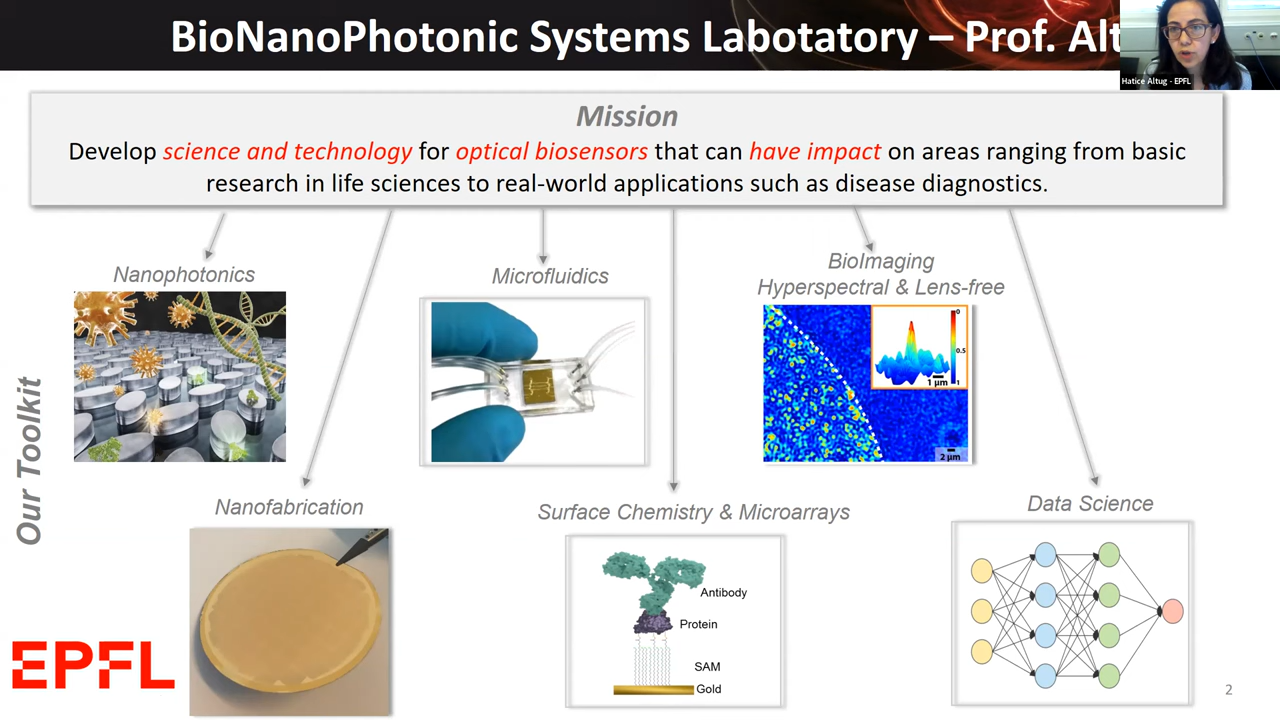 BioNanoPhotonic Systems Labotatory – Prof. Alt
Hatice Altug - EPFL
Mission
Develop science and technology for optical biosensors that can have impact on areas ranging from basic
research in life sciences to real-world applications such as disease diagnostics.
Our Toolkit
Nanophotonics
Microfluidics
BioImaging
Hyperspectral & Lens-free
0
0.5
1
1 µm
2 µm
Nanofabrication
Surface Chemistry & Microarrays
Data Science
Antibody
Protein
SAM
Gold
EPFL
2